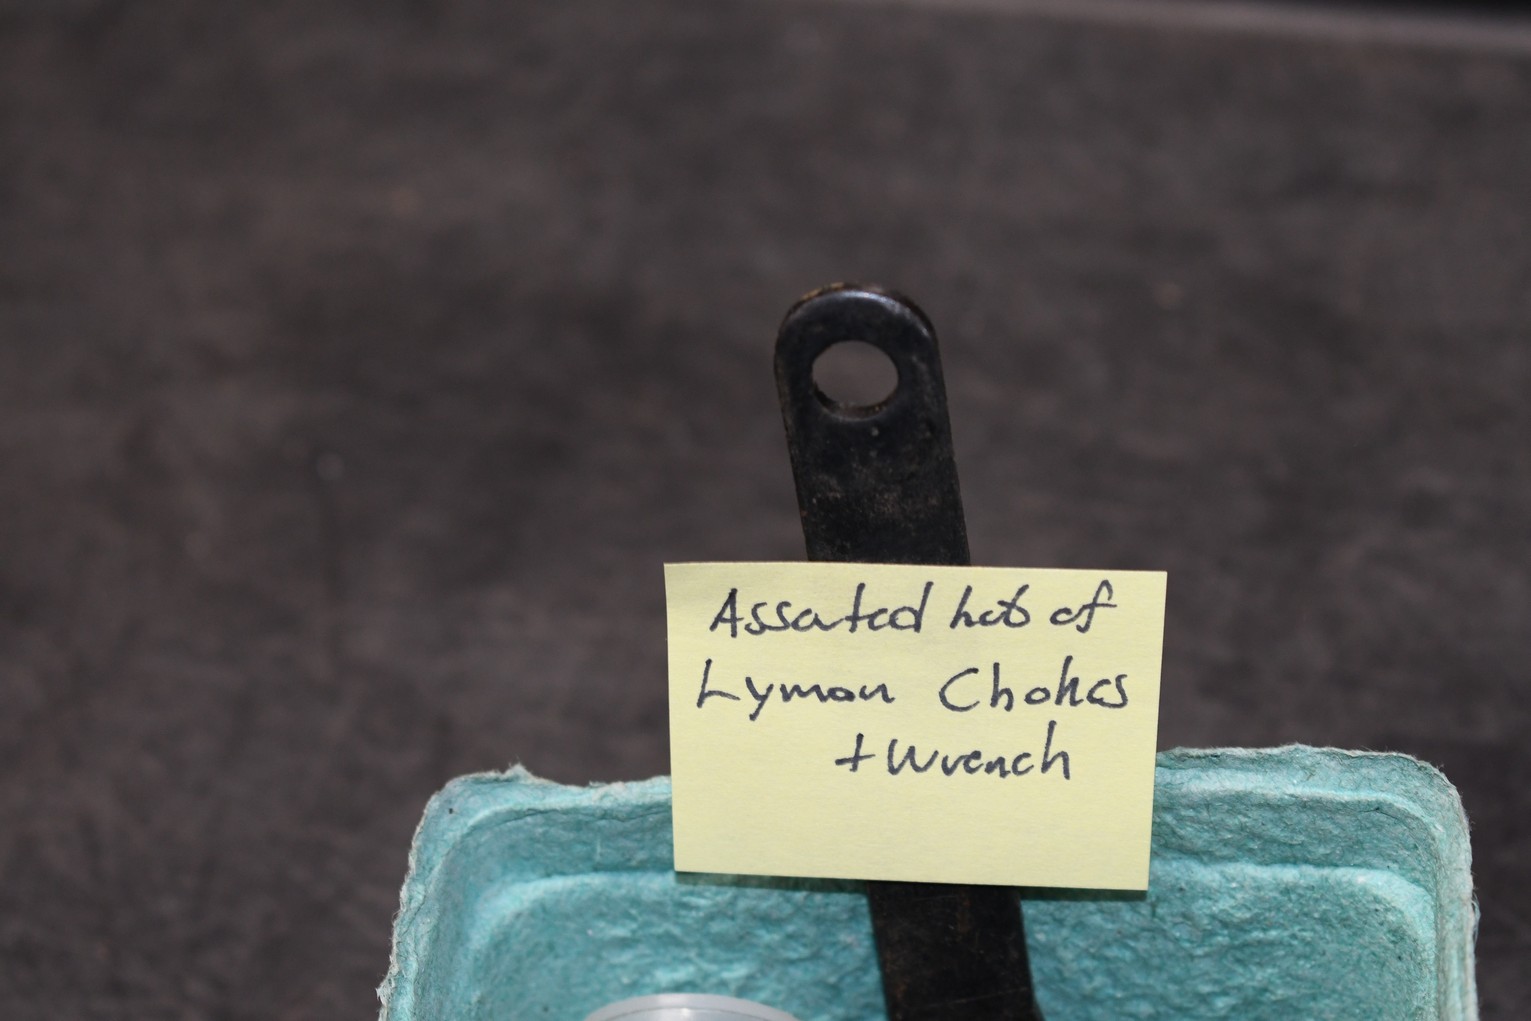 Assorted lot of
Lyman Chokes
+ Wrench